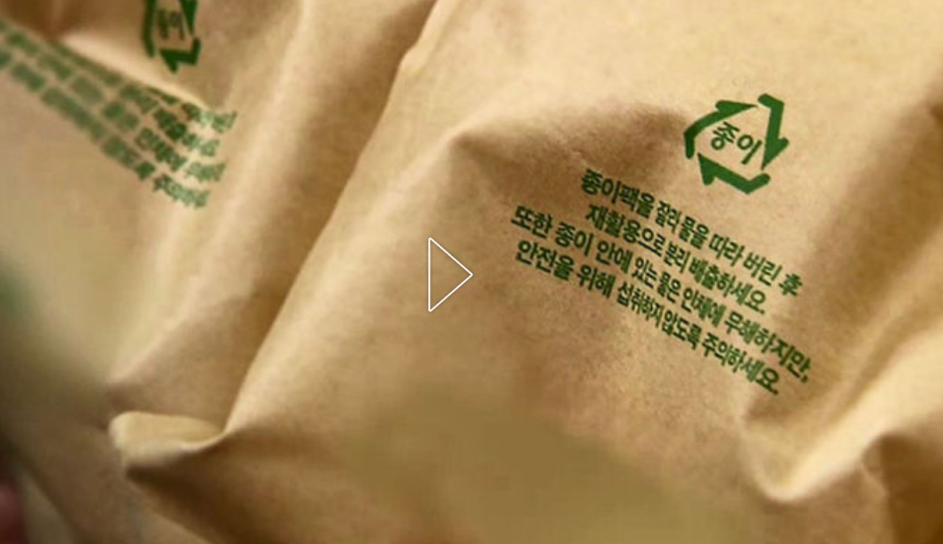 종이
종이
종이팩을 잘라 물을 따라 버린 후
재활용으로 분리 배출하세요.
또한 종이 안에 있는 물은 인체에 무해하지만,
안전을 위해 섭취하지 않도록 주의하세요.